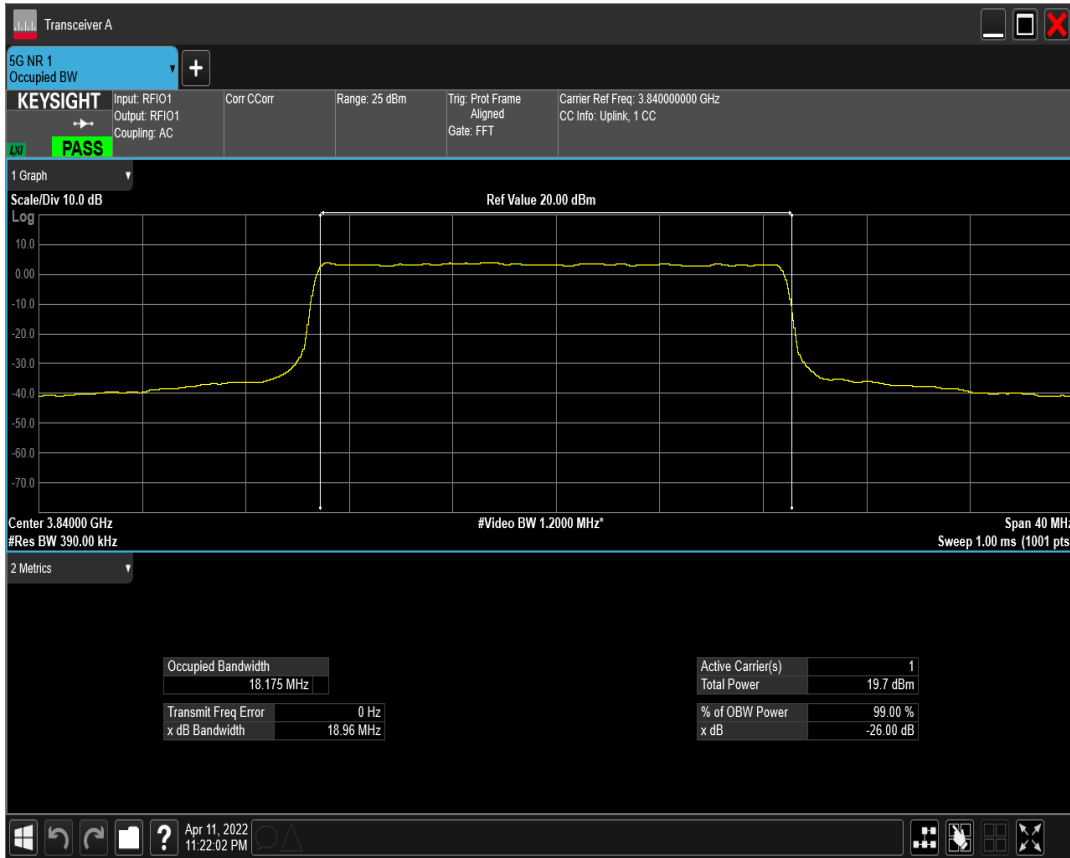 Transceiver A
5G NR 1
Occupied BW
+
KEYSIGHT
LXI
PASS
Input: RFIO1
Output: RFIO1
Coupling: AC
Corr CCorr
Range: 25 dBm
Trig: Prot Frame
Aligned
Gate: FFT
Carrier Ref Freq: 3.840000000 GHz
CC Info: Uplink, 1 CC
1 Graph
Scale/Div 10.0 dB
Ref Value 20.00 dBm
Log
10.0
0.00
-10.0
-20.0
-30.0
-40.0
-50.0
-60.0
-70.0
Center 3.84000 GHz
#Video BW 1.2000 MHz*
Span 40 MHz
#Res BW 390.00 kHz
Sweep 1.00 ms (1001 pts
2 Metrics
Occupied Bandwidth
18.175 MHz
Transmit Freq Error 0 Hz
x dB Bandwidth 18.96 MHz
Active Carrier(s) 1
Total Power 19.7 dBm
% of OBW Power 99.00 %
x dB -26.00 dB
?
Apr 11, 2022
11:22:02 PM